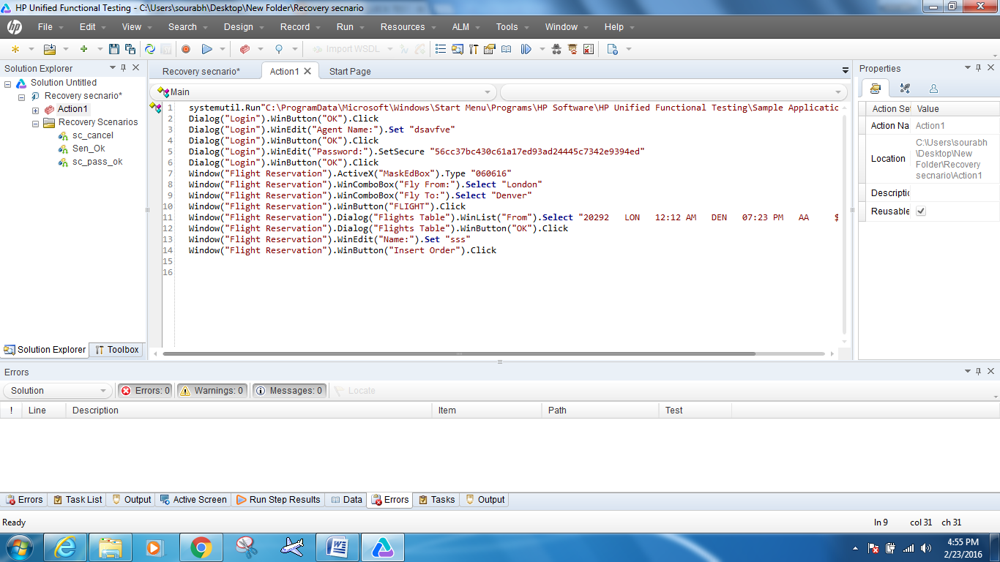 HP Unified Functional Testing - C:\Users\sourabh\Desktop\New Folder\Recovery secnario
hp File Edit View Search Design Record Run Resources ALM Tools Window Help
Import WSDL
Solution Explorer
Solution Untitled
Recovery secnario*
Action1
Recovery Scenarios
sc_cancel
Sen_Ok
sc_pass_ok
Solution Explorer Toolbox
Recovery secnario* Action1 Start Page
Main
1 systemutil.Run"C:\ProgramData\Microsoft\Windows\Start Menu\Programs\HP Software\HP Unified Functional Testing\Sample Applicatio
2 Dialog("Login").WinButton("OK").Click
3 Dialog("Login").WinEdit("Agent Name:").Set "dsavfve"
4 Dialog("Login").WinButton("OK").Click
5 Dialog("Login").WinEdit("Password:").SetSecure "56cc37bc430c61a17ed93ad24445c7342e9394ed"
6 Dialog("Login").WinButton("OK").Click
7 Window("Flight Reservation").ActiveX("MaskEdBox").Type "060616"
8 Window("Flight Reservation").WinComboBox("Fly From:").Select "London"
9 Window("Flight Reservation").WinComboBox("Fly To:").Select "Denver"
10 Window("Flight Reservation").WinButton("FLIGHT").Click
11 Window("Flight Reservation").Dialog("Flights Table").WinList("From").Select "20292 LON 12:12 AM DEN 07:23 PM AA $
12 Window("Flight Reservation").Dialog("Flights Table").WinButton("OK").Click
13 Window("Flight Reservation").WinEdit("Name:").Set "sss"
14 Window("Flight Reservation").WinButton("Insert Order").Click
15
16
Properties
Action Se Value
Action Na Action1
Location C:\Users\sourabh
\Desktop\New
Folder\Recovery
secnario\Action1
Descriptic
Reusable
Errors
Solution Errors: 0 Warnings: 0 Messages: 0 Locate
! Line Description Item Path Test
Errors Task List Output Active Screen Run Step Results Data Errors Tasks Output
Ready ln 9 col 31 ch 31
4:55 PM
2/23/2016